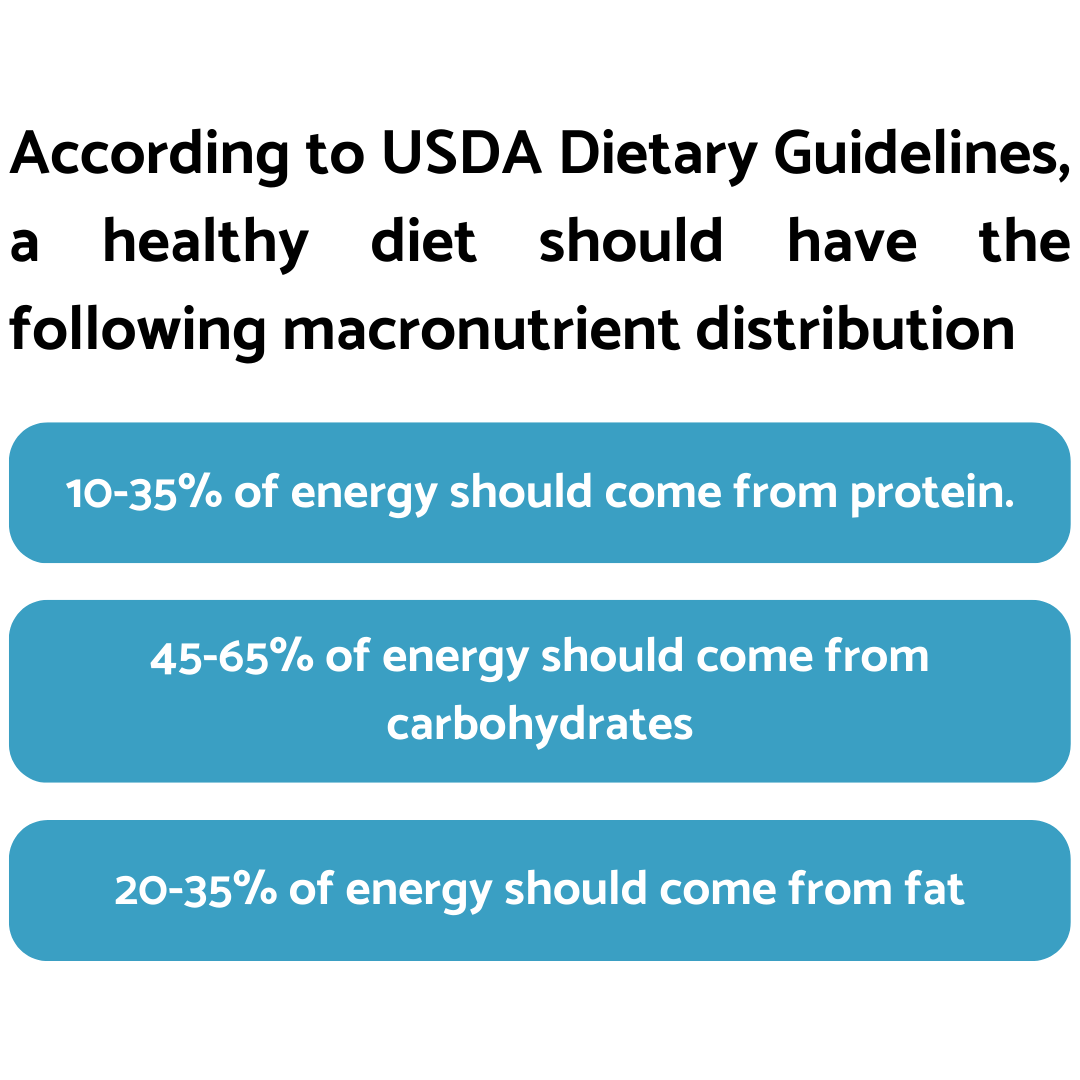 According to USDA Dietary Guidelines,
a healthy diet should have the
following macronutrient distribution
10-35% of energy should come from protein.
45-65% of energy should come from
carbohydrates
20-35% of energy should come from fat